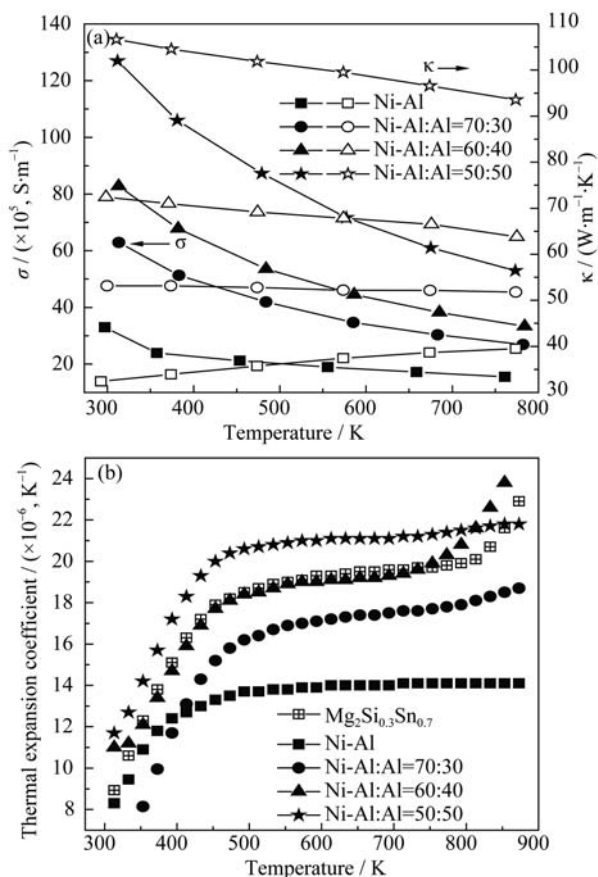 (a)
140
120
100
80
60
40
20
σ / (×10⁵, S·m⁻¹)
110
100
90
80
70
60
50
40
30
κ / (W·m⁻¹·K⁻¹)
κ
Ni-Al
Ni-Al:Al=70:30
Ni-Al:Al=60:40
Ni-Al:Al=50:50
σ
300 400 500 600 700 800
Temperature / K
(b)
24
22
20
18
16
14
12
10
8
Thermal expansion coefficient / (×10⁻⁶, K⁻¹)
Mg₂Si₀.₃Sn₀.₇
Ni-Al
Ni-Al:Al=70:30
Ni-Al:Al=60:40
Ni-Al:Al=50:50
300 400 500 600 700 800 900
Temperature / K